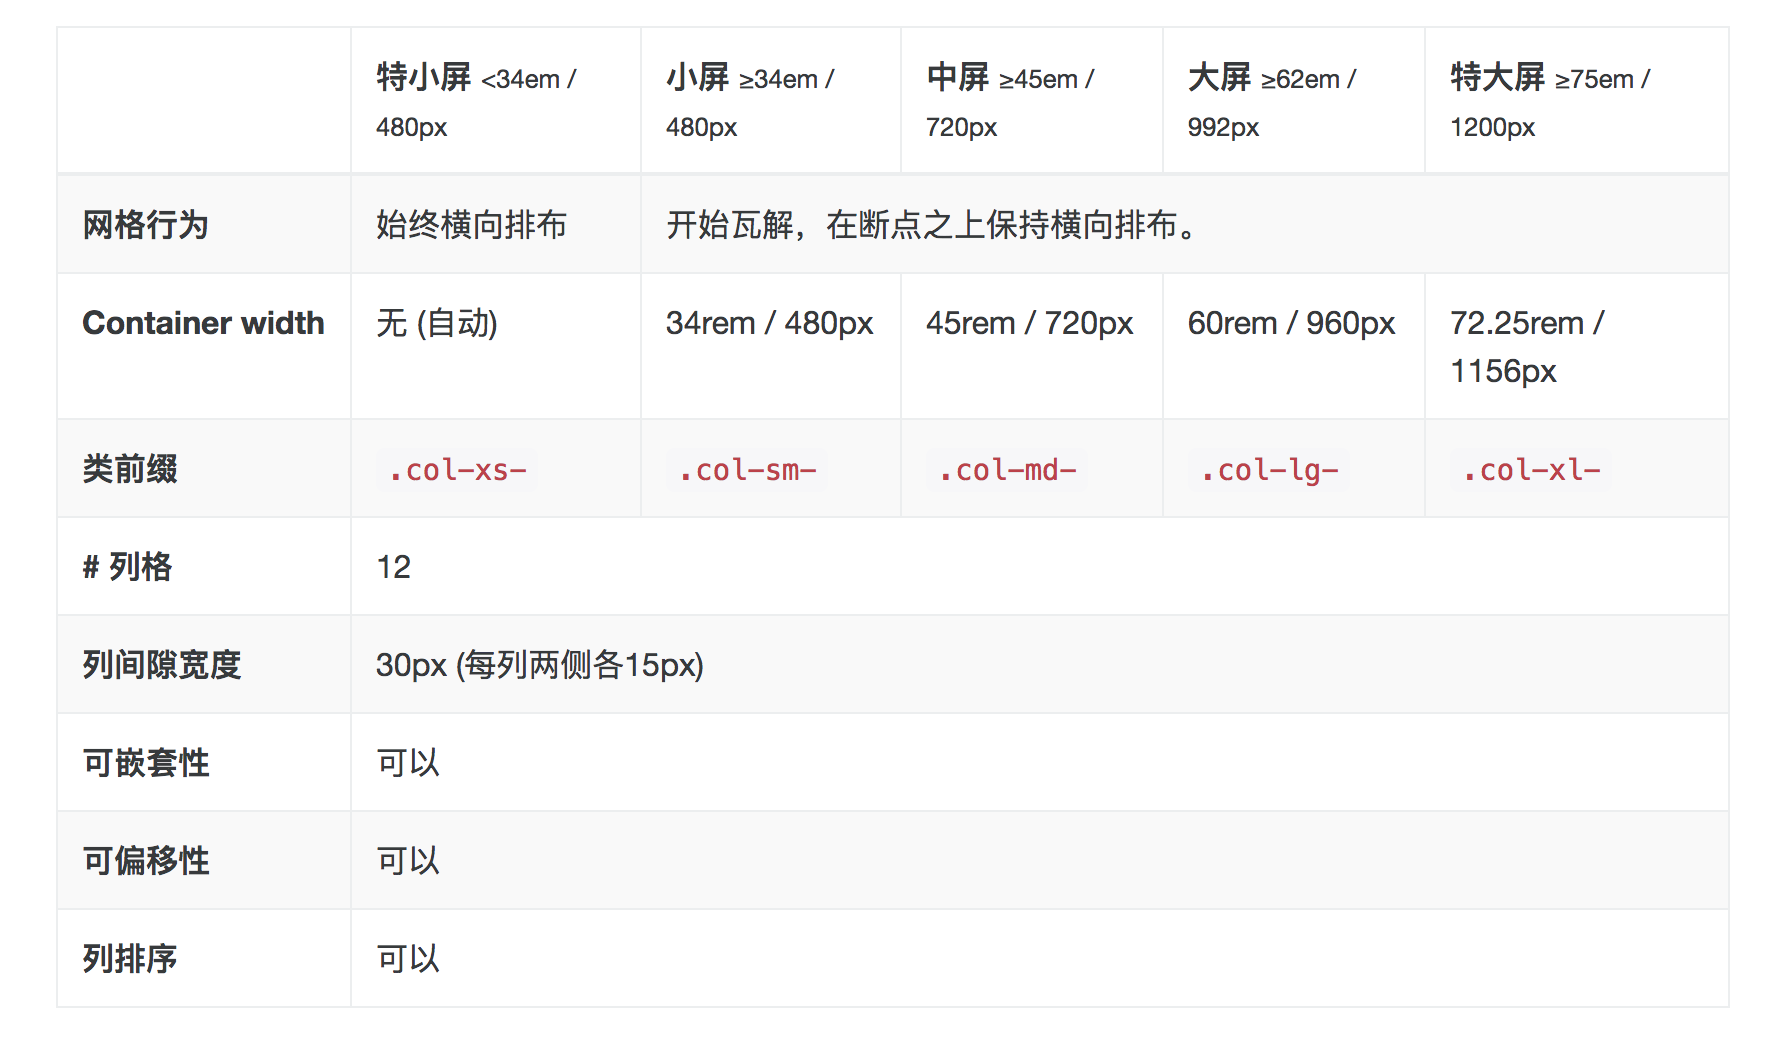 特小屏 <34em /
480px
小屏 ≥34em /
480px
中屏 ≥45em /
720px
大屏 ≥62em /
992px
特大屏 ≥75em /
1200px
网格行为
始终横向排布
开始瓦解，在断点之上保持横向排布。
Container width
无 (自动)
34rem / 480px
45rem / 720px
60rem / 960px
72.25rem /
1156px
类前缀
.col-xs-
.col-sm-
.col-md-
.col-lg-
.col-xl-
# 列格
12
列间隙宽度
30px (每列两侧各15px)
可嵌套性
可以
可偏移性
可以
列排序
可以